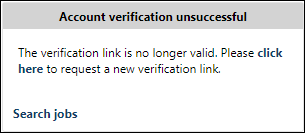 Account verification unsuccessful
The verification link is no longer valid. Please click
here to request a new verification link.
Search jobs